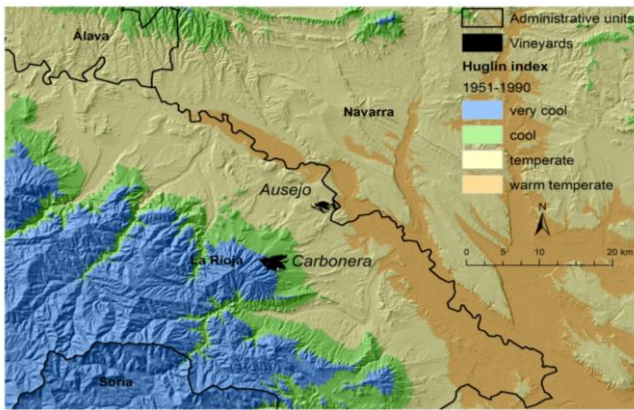 Álava
Administrative units
Vineyards
Huglin index
1951-1990
very cool
cool
temperate
warm temperate
N
0 5 10 20 km
Navarra
Ausejo
La Rioja
Carbonera
Soria